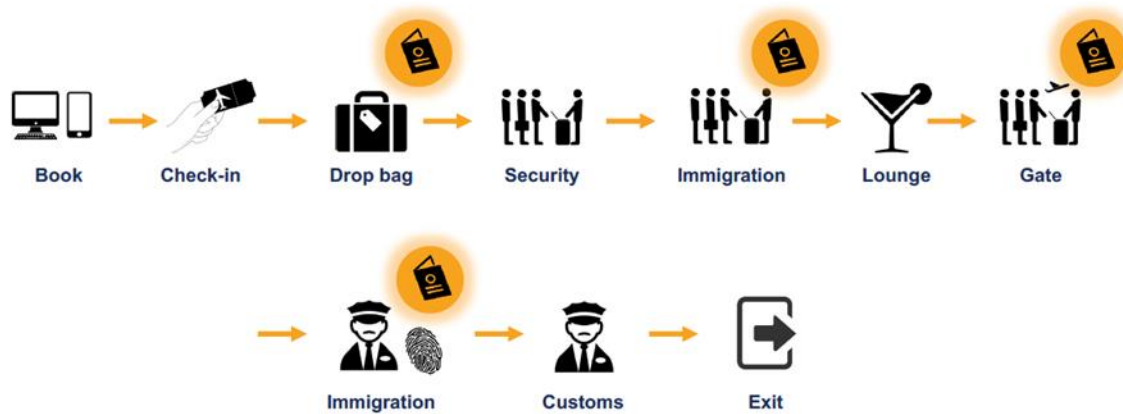 Book
Check-in
Drop bag
Security
Immigration
Lounge
Gate
Immigration
Customs
Exit